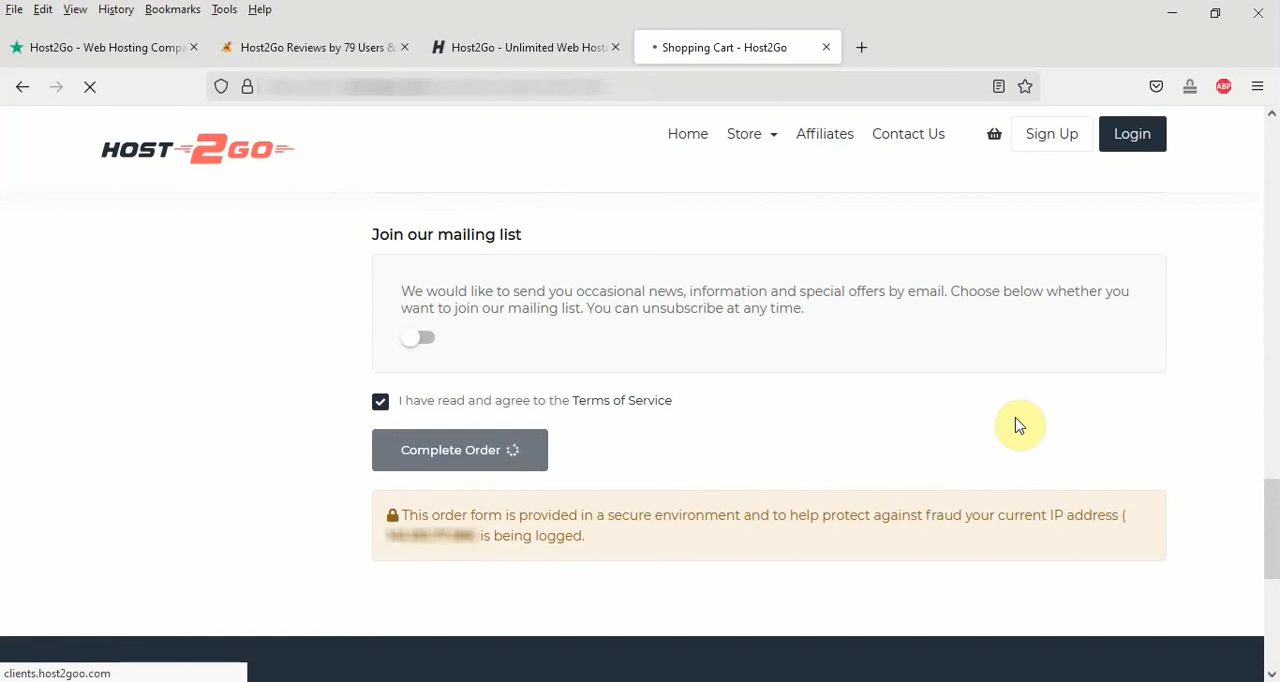 File Edit View History Bookmarks Tools Help
Host2Go - Web Hosting Compa
Host2Go Reviews by 79 Users &
Host2Go - Unlimited Web Hosti
Shopping Cart - Host2Go
ABP
HOST 2GO
Home Store Affiliates Contact Us Sign Up Login
Join our mailing list
We would like to send you occasional news, information and special offers by email. Choose below whether you
want to join our mailing list. You can unsubscribe at any time.
I have read and agree to the Terms of Service
Complete Order
This order form is provided in a secure environment and to help protect against fraud your current IP address (
is being logged.
clients.host2goo.com